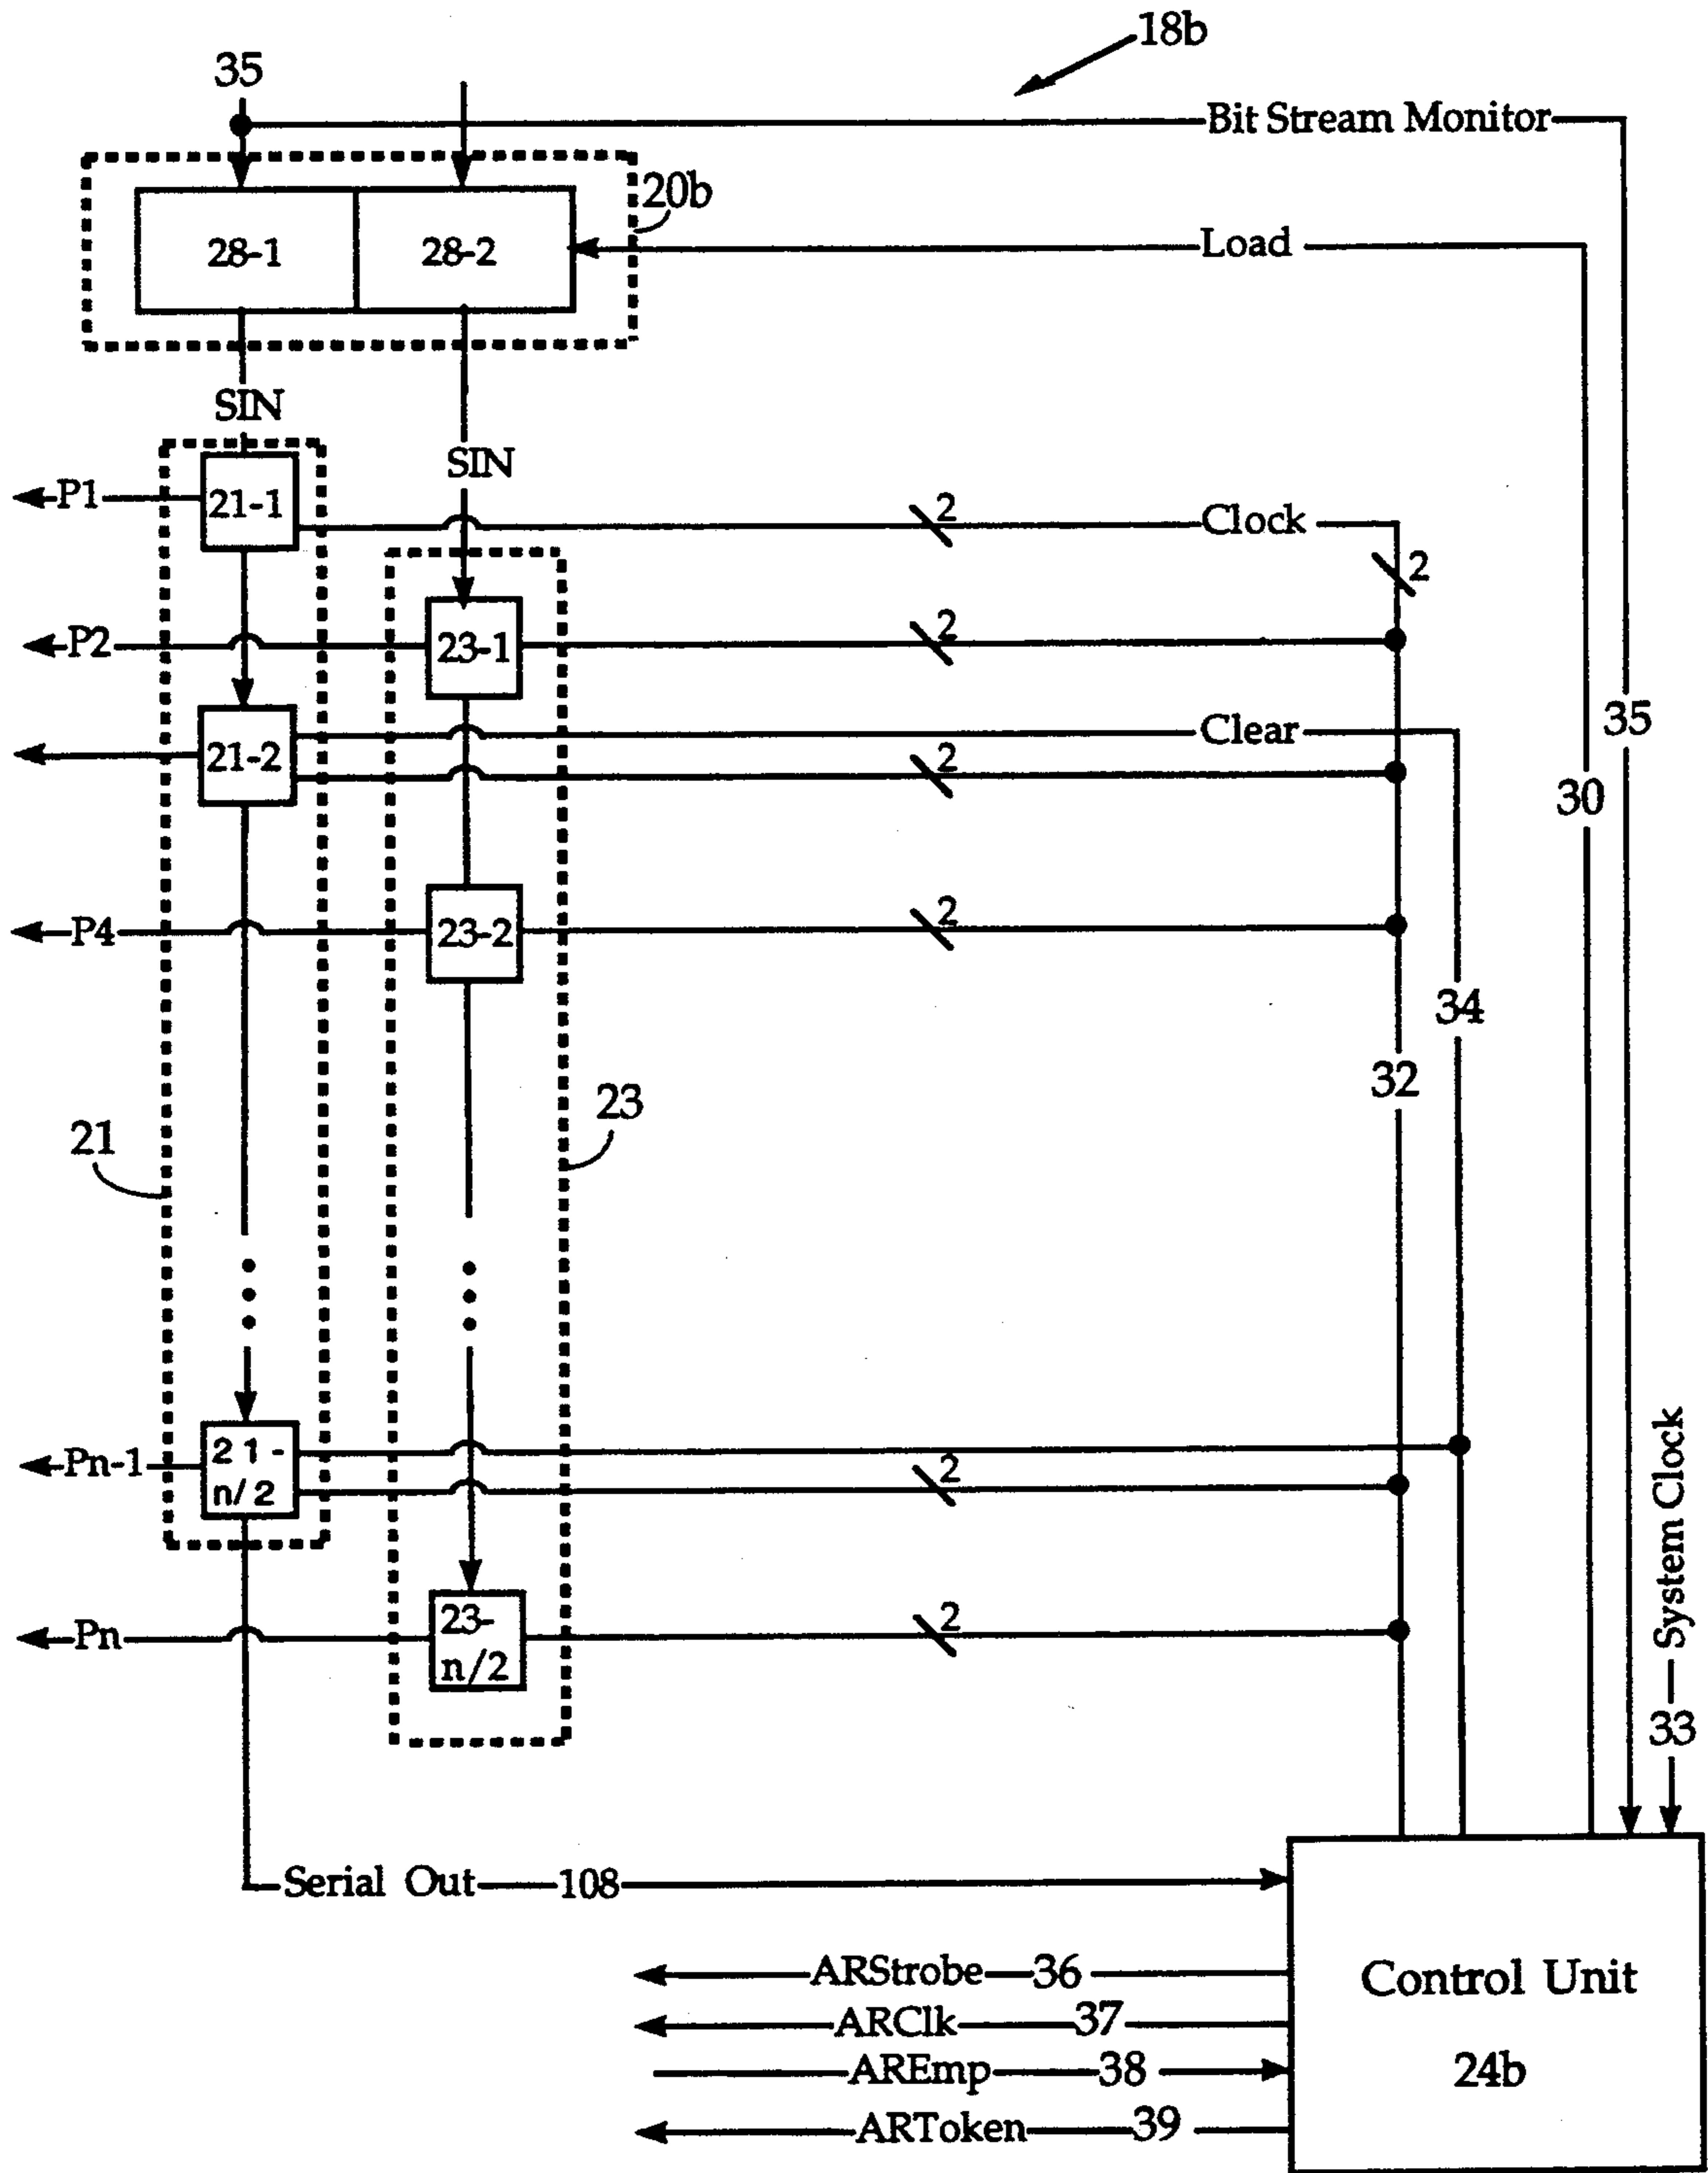 18b
35
Bit Stream Monitor
20b
28-1 28-2
Load
SIN
SIN
P1 21-1
2 Clock
2
P2 23-1 2
21-2 Clear
2
35
30
P4 23-2 2
34
32
21
23
Pn-1 21-
n/2
2
System Clock
Pn 23-
n/2
2
33
Serial Out 108
ARStrobe 36
ARClk 37
AREmp 38
ARToken 39
Control Unit
24b